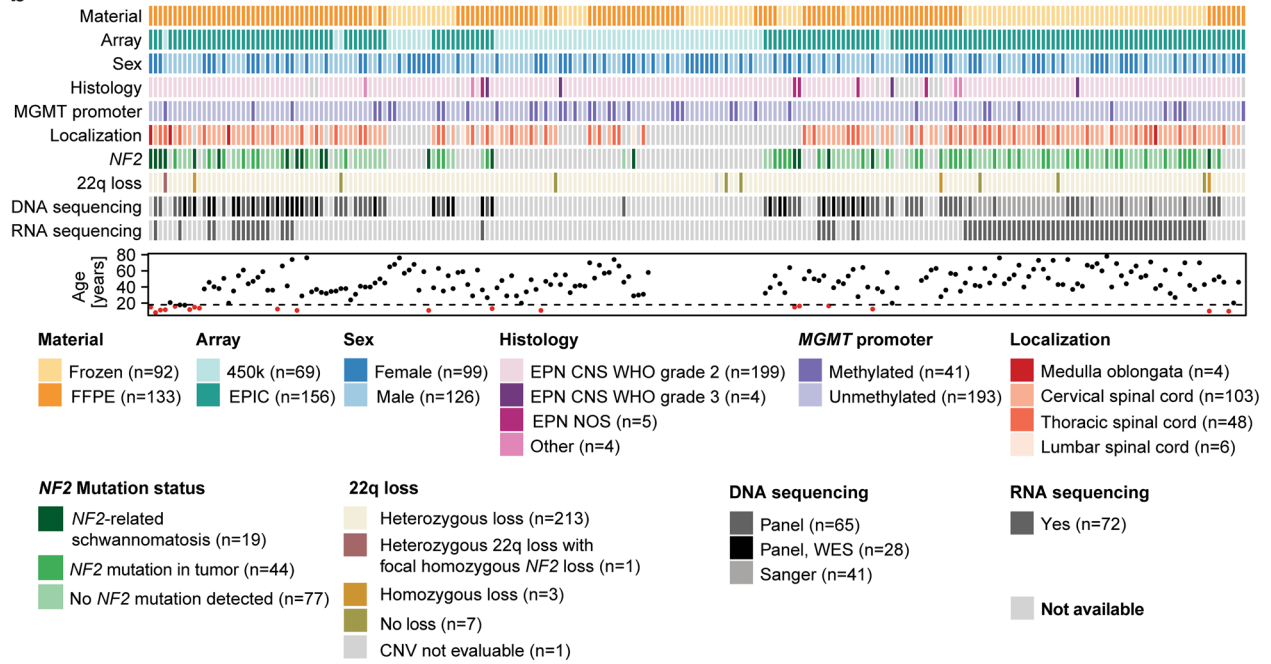 Material
Array
Sex
Histology
MGMT promoter
Localization
NF2
22q loss
DNA sequencing
RNA sequencing
Age
[years]
80
60
40
20
Material
Frozen (n=92)
FFPE (n=133)
Array
450k (n=69)
EPIC (n=156)
Sex
Female (n=99)
Male (n=126)
Histology
EPN CNS WHO grade 2 (n=199)
EPN CNS WHO grade 3 (n=4)
EPN NOS (n=5)
Other (n=4)
MGMT promoter
Methylated (n=41)
Unmethylated (n=193)
Localization
Medulla oblongata (n=4)
Cervical spinal cord (n=103)
Thoracic spinal cord (n=48)
Lumbar spinal cord (n=6)
NF2 Mutation status
NF2-related
schwannomatosis (n=19)
NF2 mutation in tumor (n=44)
No NF2 mutation detected (n=77)
22q loss
Heterozygous loss (n=213)
Heterozygous 22q loss with
focal homozygous NF2 loss (n=1)
Homozygous loss (n=3)
No loss (n=7)
CNV not evaluable (n=1)
DNA sequencing
Panel (n=65)
Panel, WES (n=28)
Sanger (n=41)
RNA sequencing
Yes (n=72)
Not available